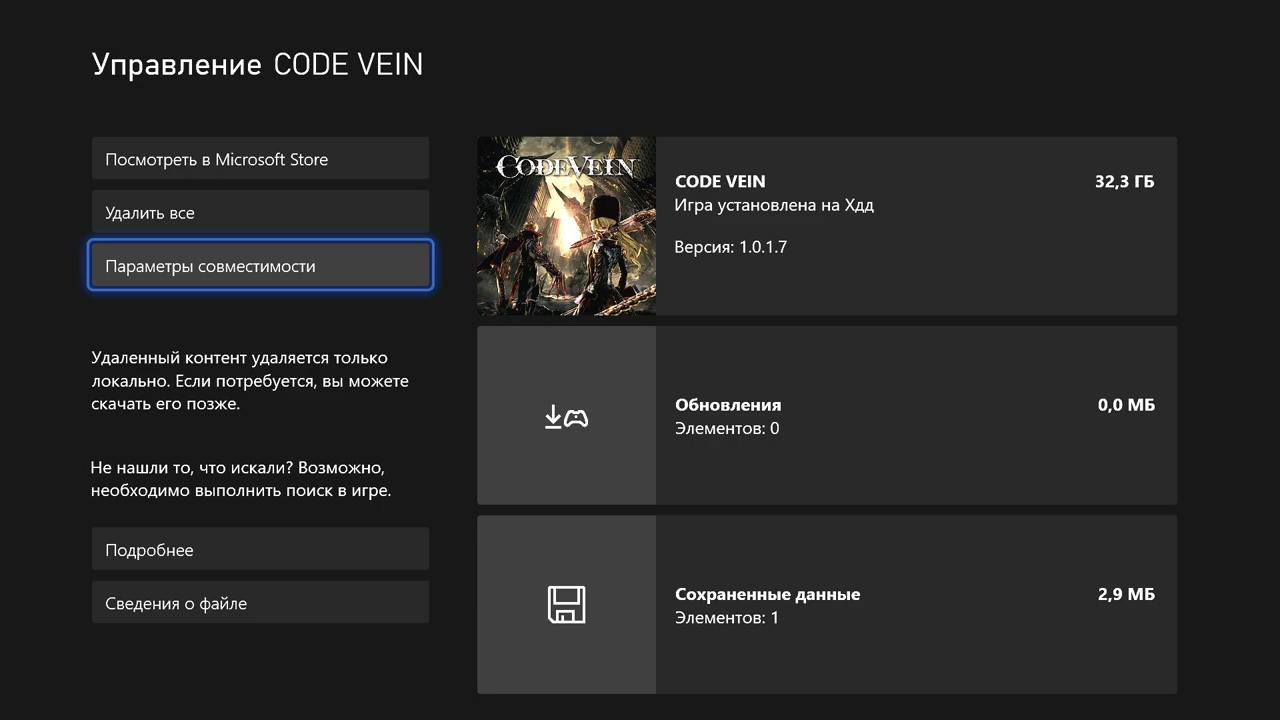 Управление CODE VEIN
Посмотреть в Microsoft Store
Удалить все
Параметры совместимости
Удаленный контент удаляется только
локально. Если потребуется, вы можете
скачать его позже.
Не нашли то, что искали? Возможно,
необходимо выполнить поиск в игре.
Подробнее
Сведения о файле
CODE VEIN
CODE VEIN 32,3 ГБ
Игра установлена на Хдд
Версия: 1.0.1.7
Обновления 0,0 МБ
Элементов: 0
Сохраненные данные 2,9 МБ
Элементов: 1